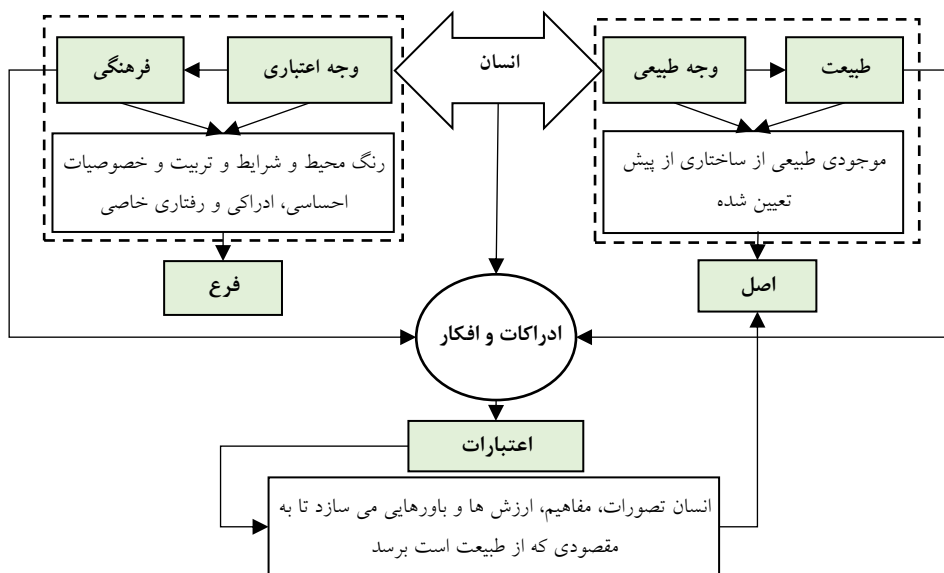 انسان
طبیعت
وجه طبیعی
وجه اعتباری
فرهنگی
موجودی طبیعی از ساختاری از پیش
تعیین شده
رنگ محیط و شرایط و تربیت و خصوصیات
احساسی، ادراکی و رفتاری خاصی
اصل
فرع
ادراکات و افکار
اعتبارات
انسان تصورات، مفاهیم، ارزش ها و باورهایی می سازد تا به
مقصودی که از طبیعت است برسد